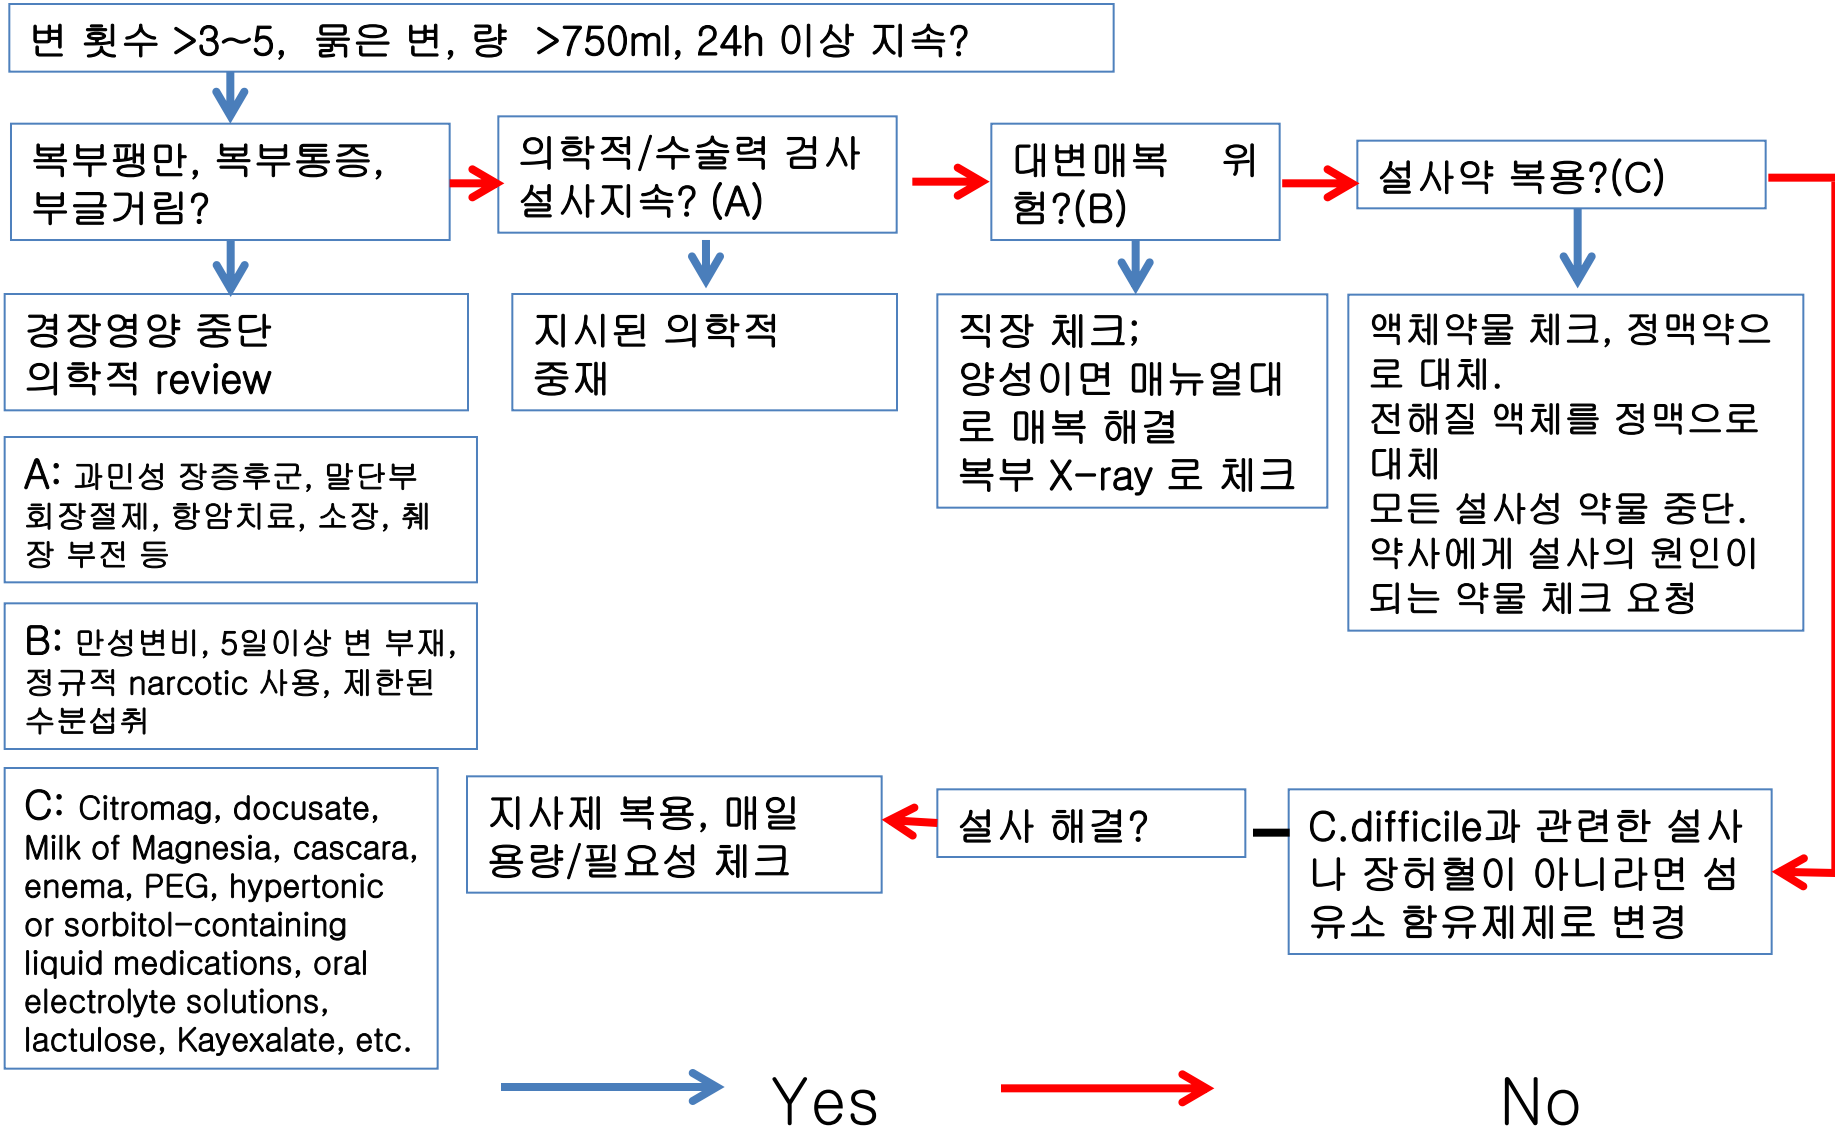 변 횟수 >3~5, 묽은 변, 량 >750ml, 24h 이상 지속?
복부팽만, 복부통증,
부글거림?
의학적/수술력 검사
설사지속? (A)
대변매복 위
험?(B)
설사약 복용?(C)
경장영양 중단
의학적 review
지시된 의학적
중재
직장 체크;
양성이면 매뉴얼대
로 매복 해결
복부 X-ray 로 체크
액체약물 체크, 정맥약으
로 대체.
전해질 액체를 정맥으로
대체
모든 설사성 약물 중단.
약사에게 설사의 원인이
되는 약물 체크 요청
A: 과민성 장증후군, 말단부
회장절제, 항암치료, 소장, 췌
장 부전 등
B: 만성변비, 5일이상 변 부재,
정규적 narcotic 사용, 제한된
수분섭취
C: Citromag, docusate,
Milk of Magnesia, cascara,
enema, PEG, hypertonic
or sorbitol-containing
liquid medications, oral
electrolyte solutions,
lactulose, Kayexalate, etc.
지사제 복용, 매일
용량/필요성 체크
설사 해결?
C.difficile과 관련한 설사
나 장허혈이 아니라면 섬
유소 함유제제로 변경
Yes
No